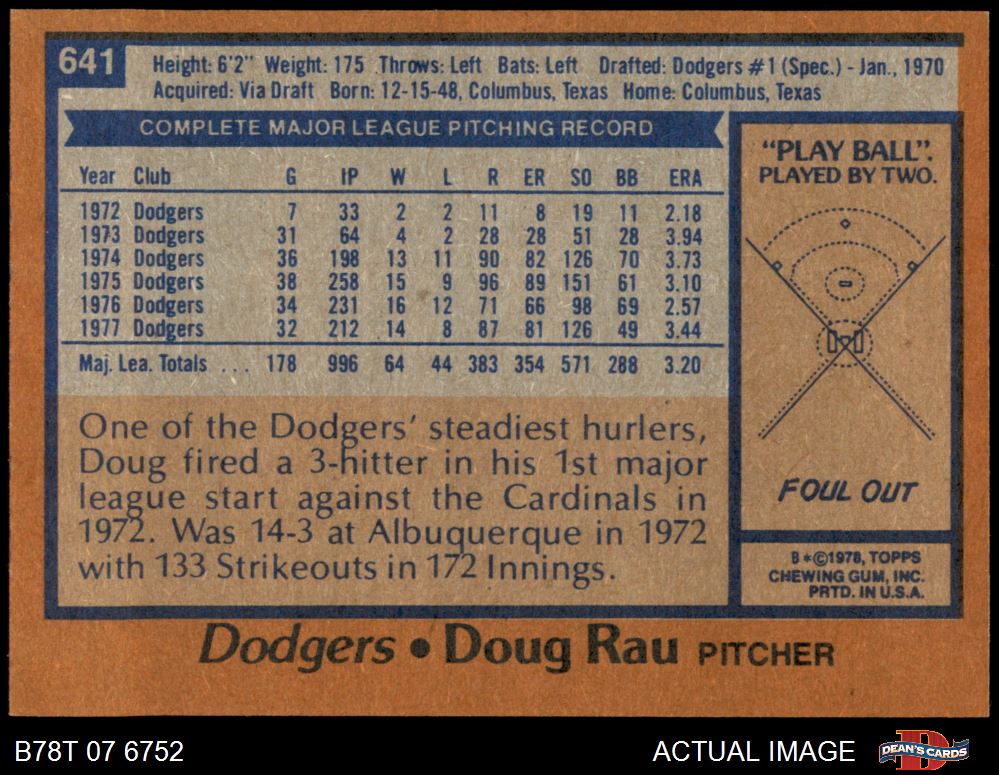 641
Height: 6'2" Weight: 175 Throws: Left Bats: Left Drafted: Dodgers #1 (Spec.) - Jan., 1970
Acquired: Via Draft Born: 12-15-48, Columbus, Texas Home: Columbus, Texas
COMPLETE MAJOR LEAGUE PITCHING RECORD
Year Club G IP W L R ER SO BB ERA
1972 Dodgers 7 33 2 2 11 8 19 11 2.18
1973 Dodgers 31 64 4 2 28 28 51 28 3.94
1974 Dodgers 36 198 13 11 90 82 126 70 3.73
1975 Dodgers 38 258 15 9 96 89 151 61 3.10
1976 Dodgers 34 231 16 12 71 66 98 69 2.57
1977 Dodgers 32 212 14 8 87 81 126 49 3.44
Maj. Lea. Totals . . . 178 996 64 44 383 354 571 288 3.20
One of the Dodgers' steadiest hurlers,
Doug fired a 3-hitter in his 1st major
league start against the Cardinals in
1972. Was 14-3 at Albuquerque in 1972
with 133 Strikeouts in 172 Innings.
"PLAY BALL".
PLAYED BY TWO.
FOUL OUT
B*©1978, TOPPS
CHEWING GUM, INC.
PRTD. IN U.S.A.
Dodgers • Doug Rau PITCHER
B78T 07 6752
ACTUAL IMAGE
D
DEAN'S CARDS